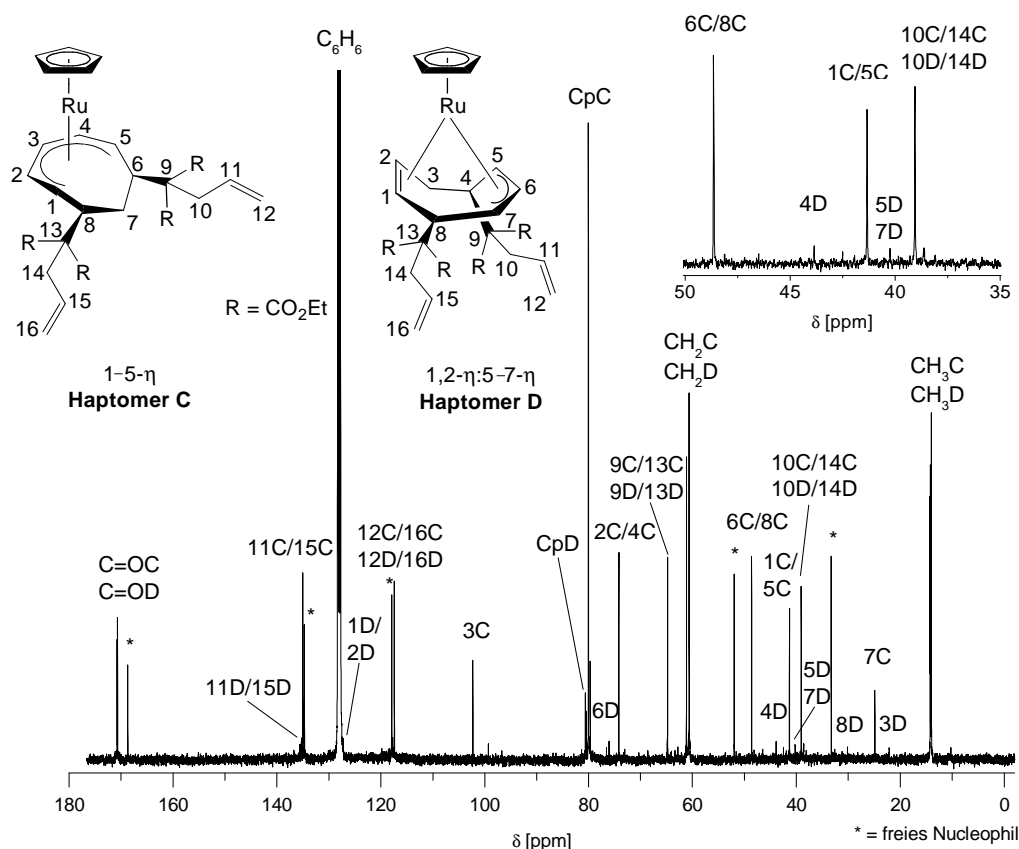 C6H6
6C/8C
10C/14C
10D/14D
1C/5C
4D
5D
7D
50
45
40
35
δ [ppm]
Ru
3
4
5
2
6
R
9
11
1
8
7
R
10
12
13
R
R
14
15
16
R = CO2Et
1–5-η
Haptomer C
Ru
2
5
3
4
6
1
7
13
8
9
R
R
R
R
11
10
14
12
15
16
1,2-η:5–7-η
Haptomer D
CpC
CH2C
CH2D
CH3C
CH3D
9C/13C
9D/13D
10C/14C
10D/14D
2C/4C
6C/8C
*
*
1C/
5C
CpD
12C/16C
12D/16D
*
11C/15C
*
C=OC
C=OD
*
1D/
2D
3C
11D/15D
6D
4D
5D
7D
8D
7C
3D
180
160
140
120
100
80
60
40
20
0
δ [ppm]
* = freies Nucleophil